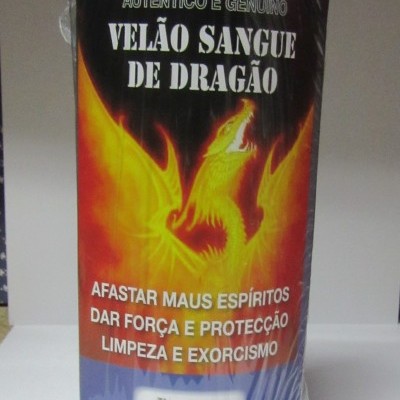 AUTÊNTICO E GENUÍNO
VELÃO SANGUE
DE DRAGÃO
AFASTAR MAUS ESPÍRITOS
DAR FORÇA E PROTECÇÃO
LIMPEZA E EXORCISMO